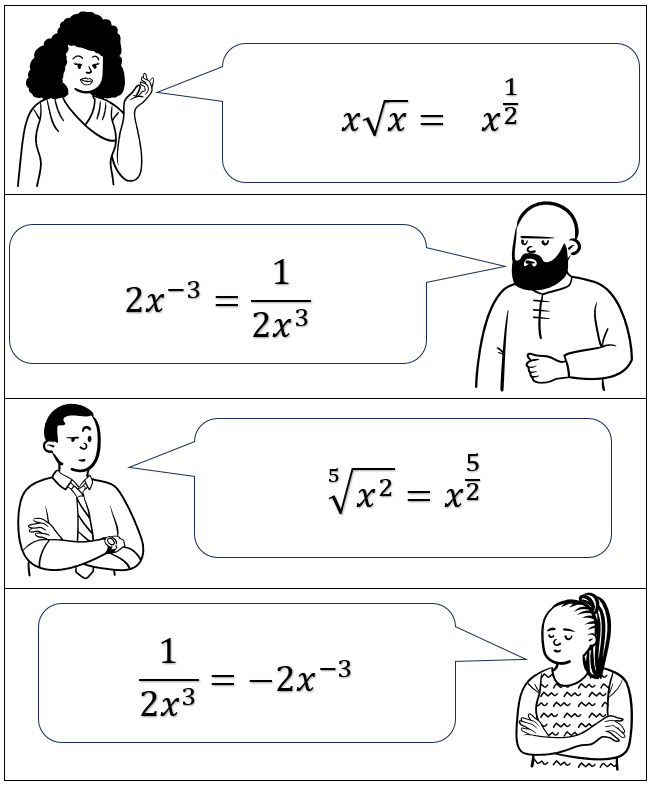 x√x = x^{1/2}
2x^{−3} = 1/(2x^3)
⁵√(x^2) = x^{5/2}
1/(2x^3) = −2x^{−3}